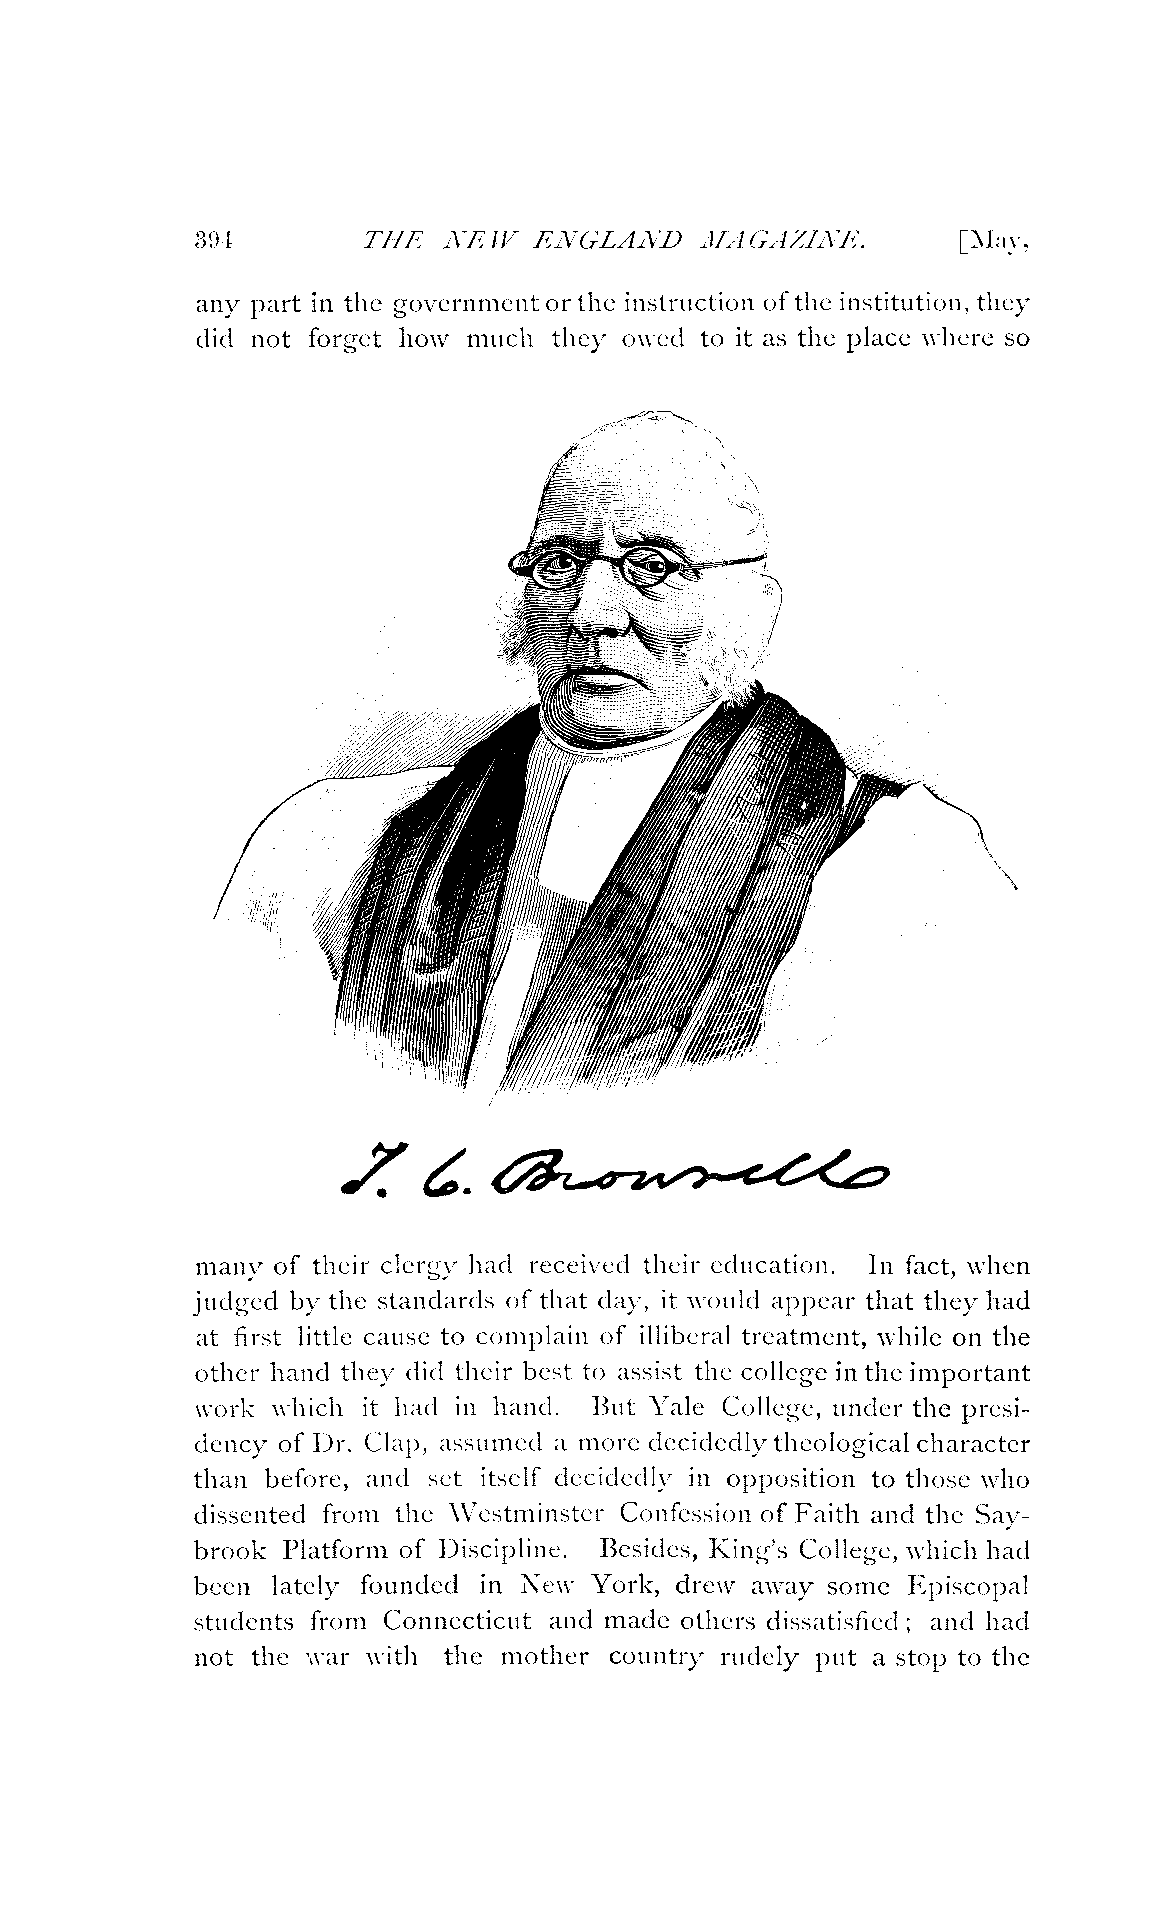 394 THE NEW ENGLAND MAGAZINE. [May,
any part in the government or the instruction of the institution, they
did not forget how much they owed to it as the place where so
T. C. Brownell
many of their clergy had received their education. In fact, when
judged by the standards of that day, it would appear that they had
at first little cause to complain of illiberal treatment, while on the
other hand they did their best to assist the college in the important
work which it had in hand. But Yale College, under the presi-
dency of Dr. Clap, assumed a more decidedly theological character
than before, and set itself decidedly in opposition to those who
dissented from the Westminster Confession of Faith and the Say-
brook Platform of Discipline. Besides, King's College, which had
been lately founded in New York, drew away some Episcopal
students from Connecticut and made others dissatisfied; and had
not the war with the mother country rudely put a stop to the